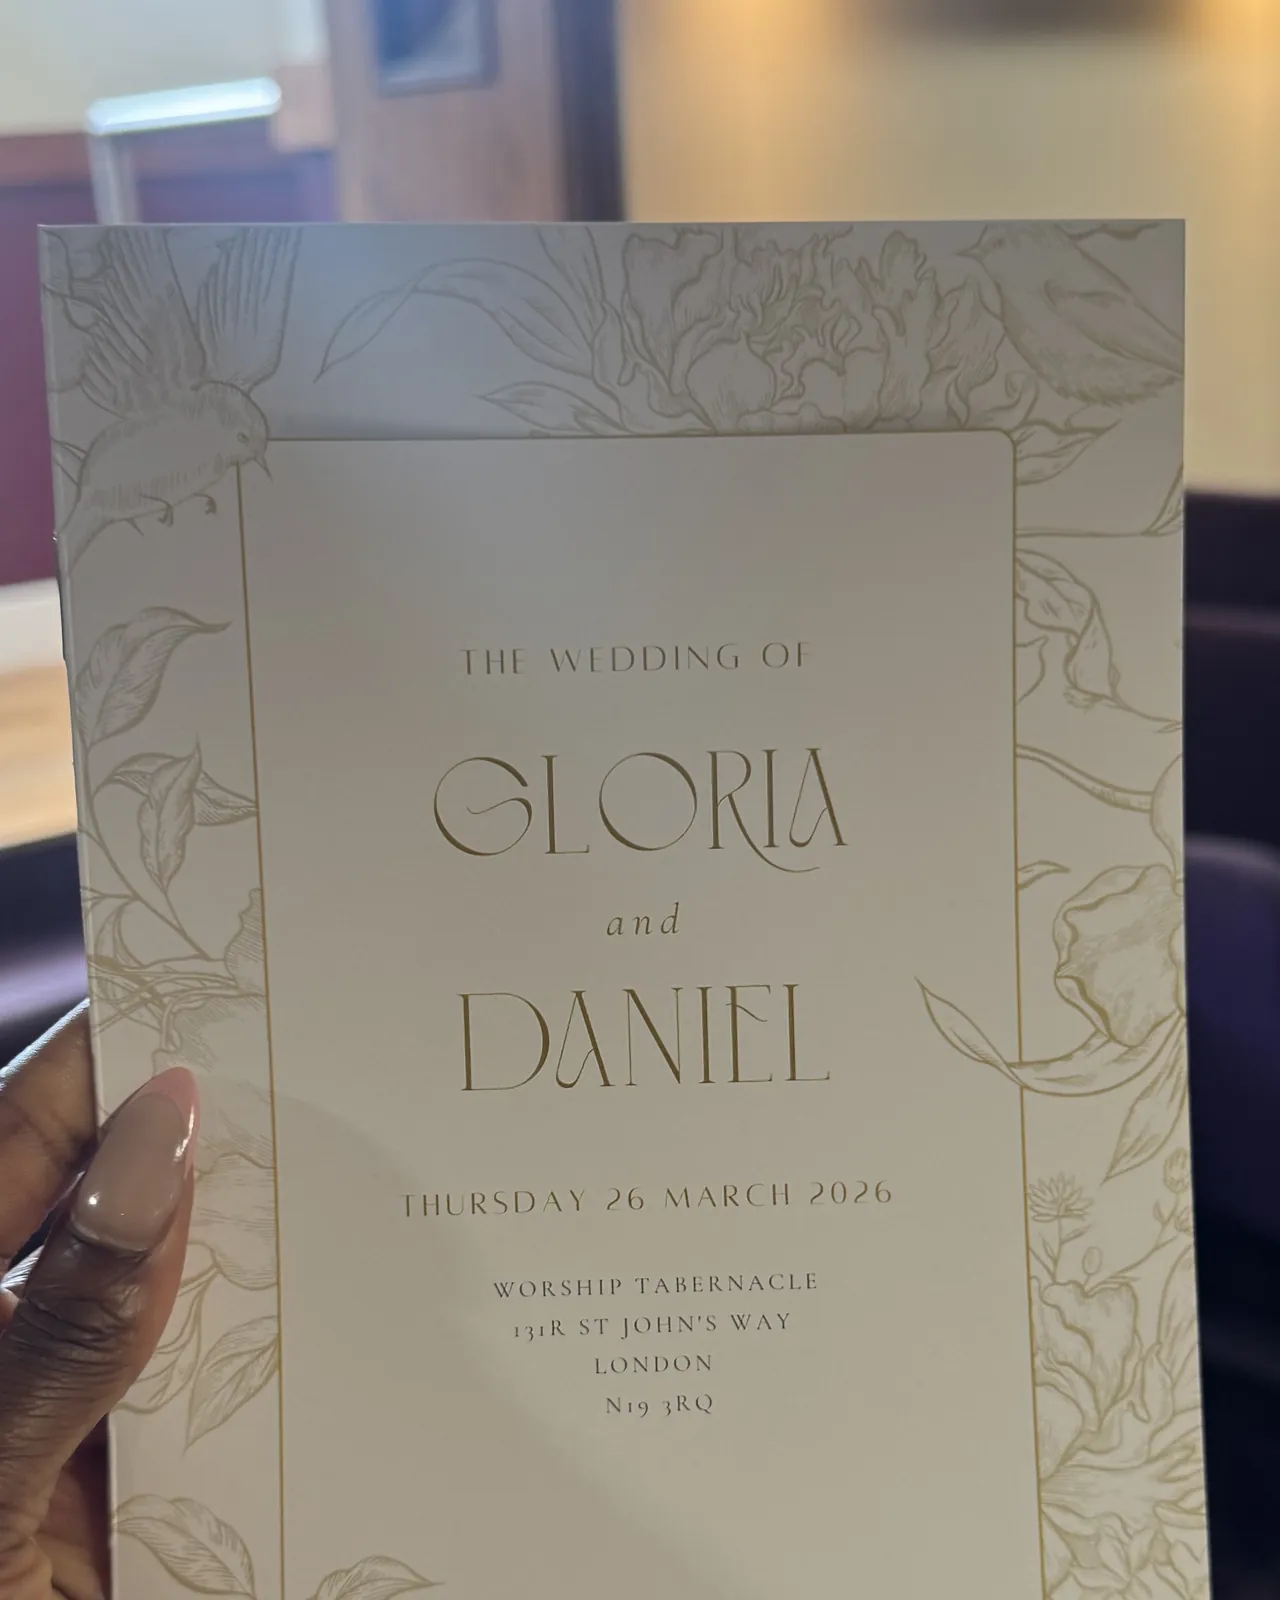 THE WEDDING OF
GLORIA
and
DANIEL
THURSDAY 26 MARCH 2026
WORSHIP TABERNACLE
131R ST JOHN'S WAY
LONDON
N19 3RQ